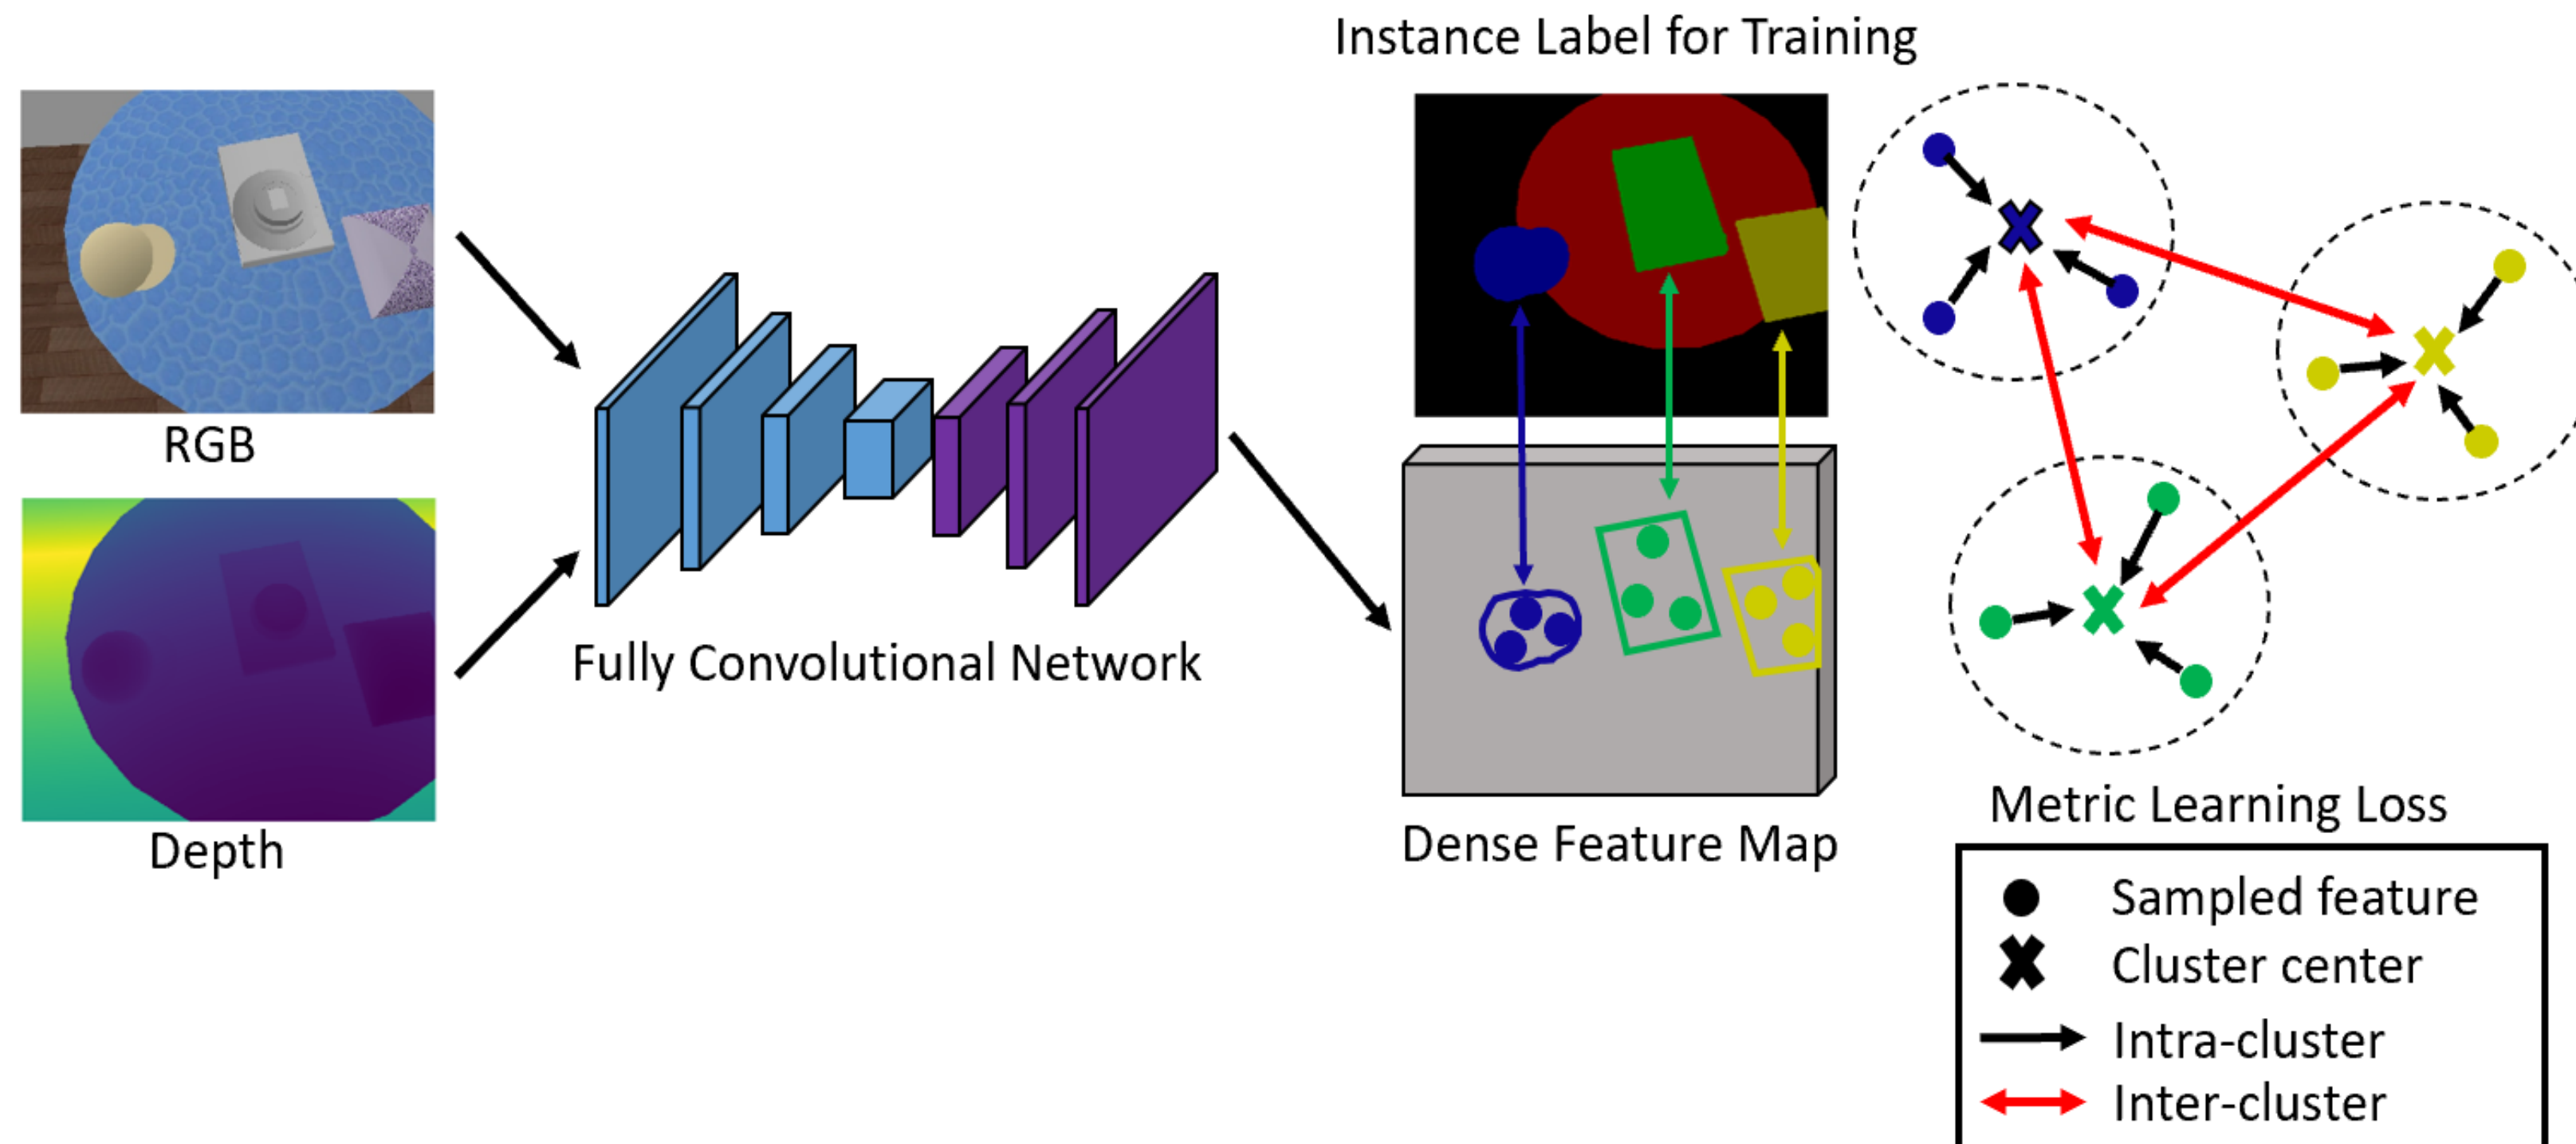 Instance Label for Training
RGB
Depth
Fully Convolutional Network
Dense Feature Map
Metric Learning Loss
Sampled feature
Cluster center
Intra-cluster
Inter-cluster